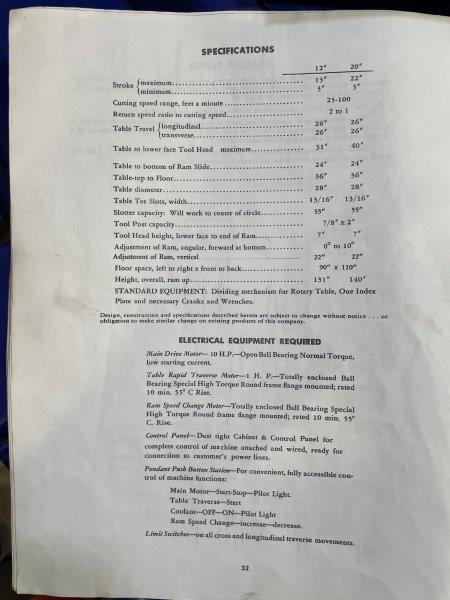 SPECIFICATIONS
12" 20"
Stroke { maximum 13" 22"
minimum 3" 3"
Cutting speed range, feet a minute 25-100
Return speed ratio to cutting speed 2 to 1
Table Travel { longitudinal 26" 26"
transverse 26" 26"
Table to lower face Tool Head maximum 31" 40"
Table to bottom of Ram Slide 24" 24"
Table-top to Floor 36" 36"
Table diameter 28" 28"
Table Tee Slots, width 13/16" 13/16"
Slotter capacity: Will work to center of circle 55" 55"
Tool Post capacity 7/8" x 2"
Tool Head height, lower face to end of Ram 7" 7"
Adjustment of Ram, angular, forward at bottom 0° to 10°
Adjustment of Ram, vertical 22" 22"
Floor space, left to right x front to back 90" x 110"
Height, overall, ram up 131" 140"
STANDARD EQUIPMENT: Dividing mechanism for Rotary Table, One Index
Plate and necessary Cranks and Wrenches.
Design, construction and specifications described herein are subject to change without notice . . . or
obligation to make similar change on existing products of this company.
ELECTRICAL EQUIPMENT REQUIRED
Main Drive Motor— 10 H.P.—Open Ball Bearing Normal Torque,
low starting current.
Table Rapid Traverse Motor—1 H. P.—Totally enclosed Ball
Bearing Special High Torque Round frame flange mounted; rated
10 min. 55° C Rise.
Ram Speed Change Motor—Totally enclosed Ball Bearing Special
High Torque Round frame flange mounted; rated 10 min. 55°
C. Rise.
Control Panel—Dust tight Cabinet & Control Panel for
complete control of machine attached and wired, ready for
connection to customer's power lines.
Pendant Push Button Station—For convenient, fully accessible con-
trol of machine functions:
Main Motor—Start-Stop—Pilot Light.
Table Traverse—Start
Coolant—OFF—ON—Pilot Light
Ram Speed Change—increase—decrease.
Limit Switches—on all cross and longitudinal traverse movements.
32